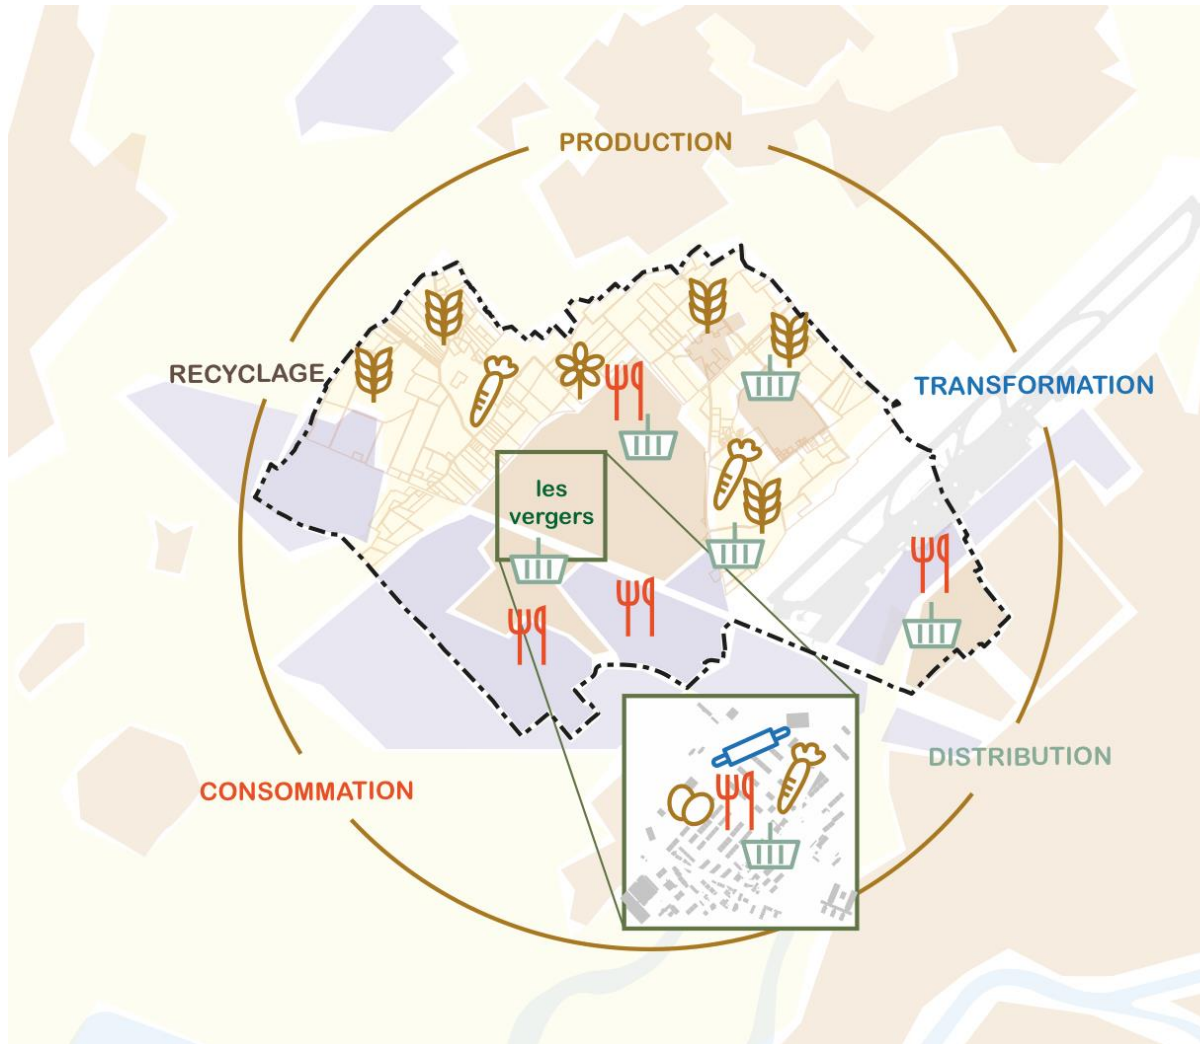 PRODUCTION
RECYCLAGE
TRANSFORMATION
les
vergers
DISTRIBUTION
CONSOMMATION